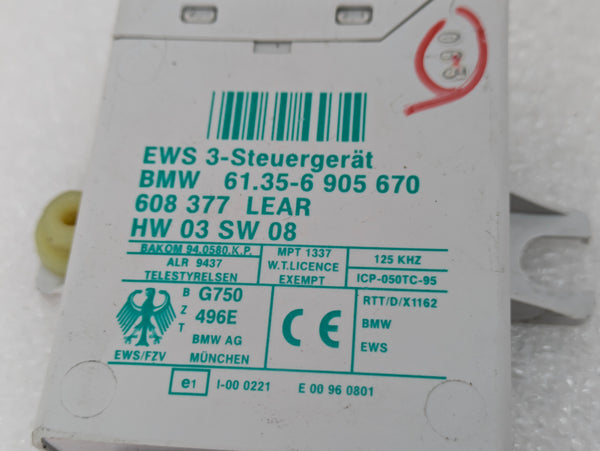 EWS 3-Steuergerät
BMW 61.35-6 905 670
608 377 LEAR
HW 03 SW 08
BAKOM 94.0580.K.P.
ALR 9437
TELESTYRELSEN
MPT 1337
W.T.LICENCE
EXEMPT
125 KHZ
ICP-050TC-95
BZT
G750
496E
BMW AG
MÜNCHEN
EWS/FZV
CE
RTT/D/X1162
BMW
EWS
e1 I-00 0221 E 00 96 0801